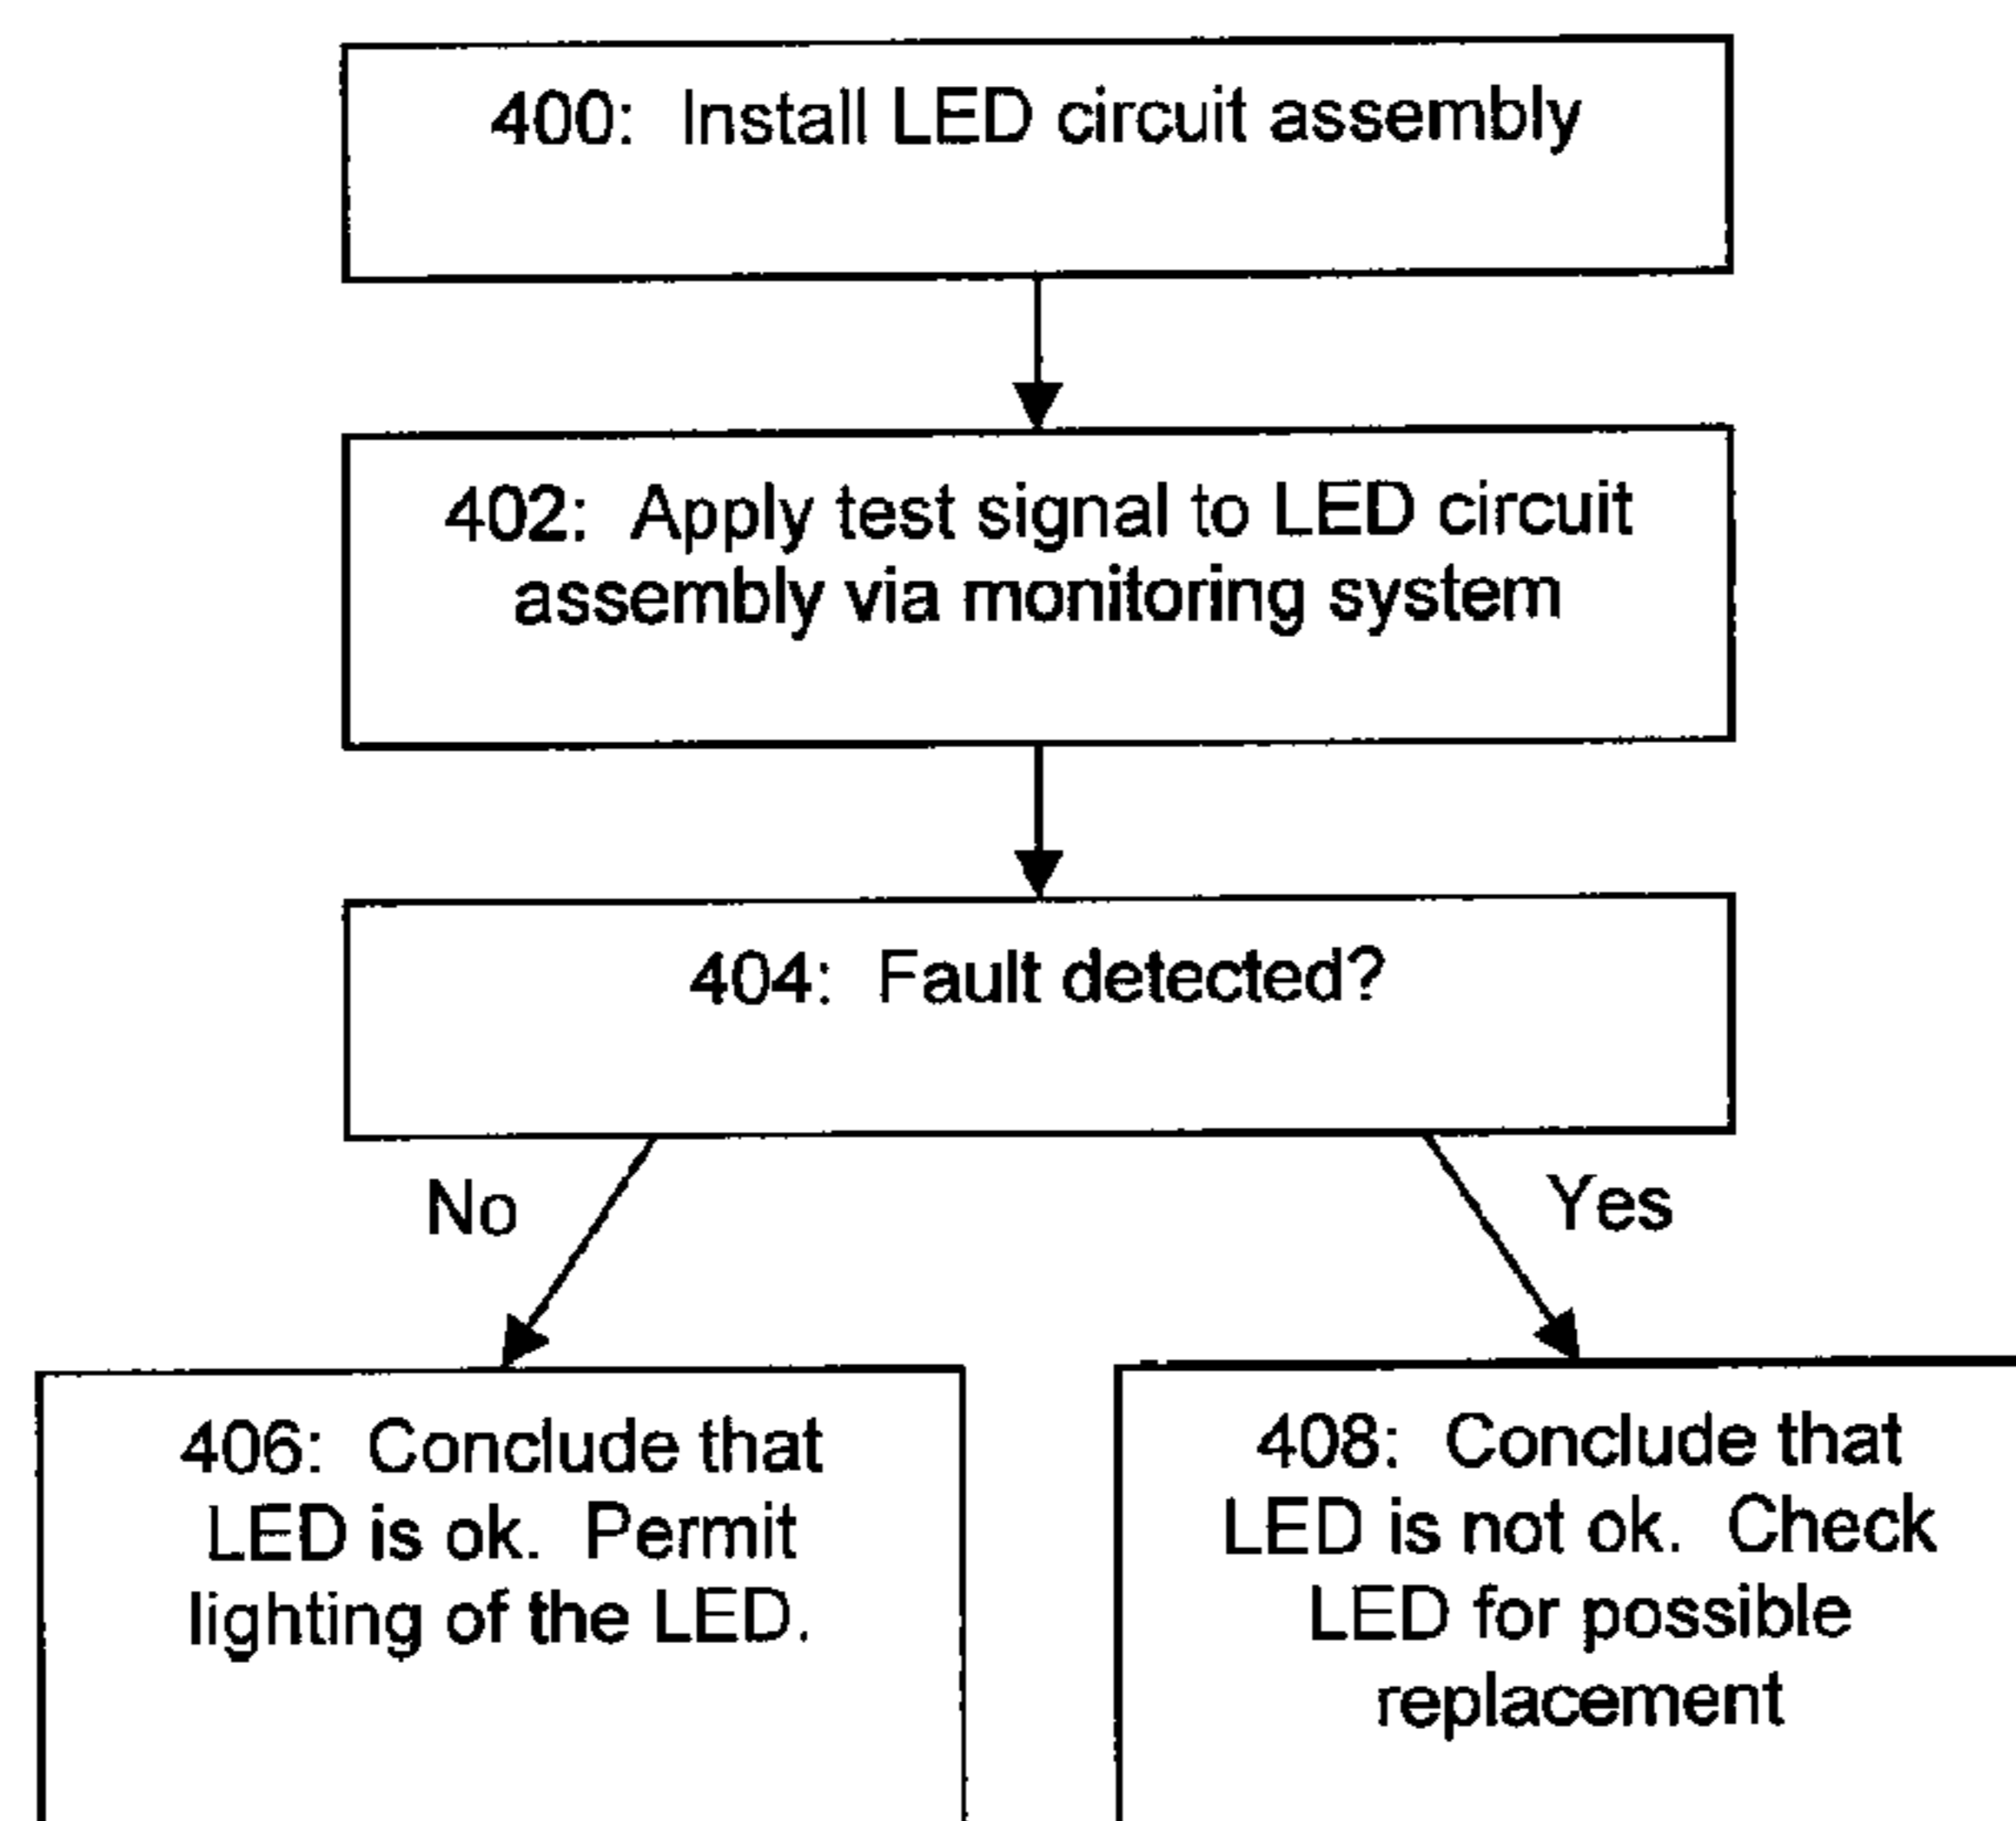 400: Install LED circuit assembly
402: Apply test signal to LED circuit
assembly via monitoring system
404: Fault detected?
No
Yes
406: Conclude that
LED is ok. Permit
lighting of the LED.
408: Conclude that
LED is not ok. Check
LED for possible
replacement